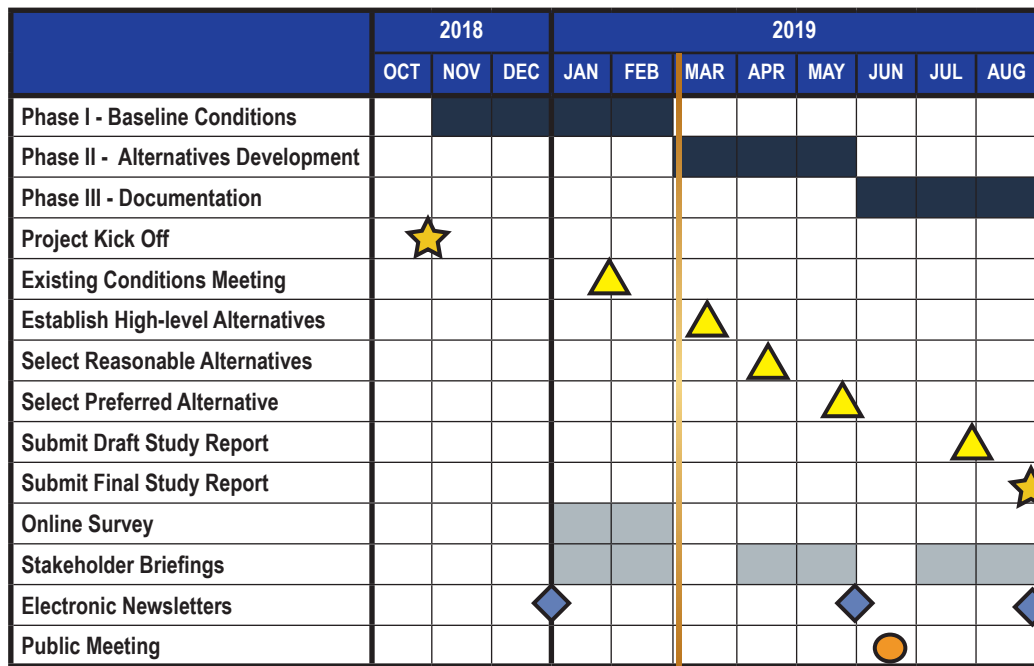 2018 2019
OCT NOV DEC JAN FEB MAR APR MAY JUN JUL AUG
Phase I - Baseline Conditions
Phase II - Alternatives Development
Phase III - Documentation
Project Kick Off
Existing Conditions Meeting
Establish High-level Alternatives
Select Reasonable Alternatives
Select Preferred Alternative
Submit Draft Study Report
Submit Final Study Report
Online Survey
Stakeholder Briefings
Electronic Newsletters
Public Meeting